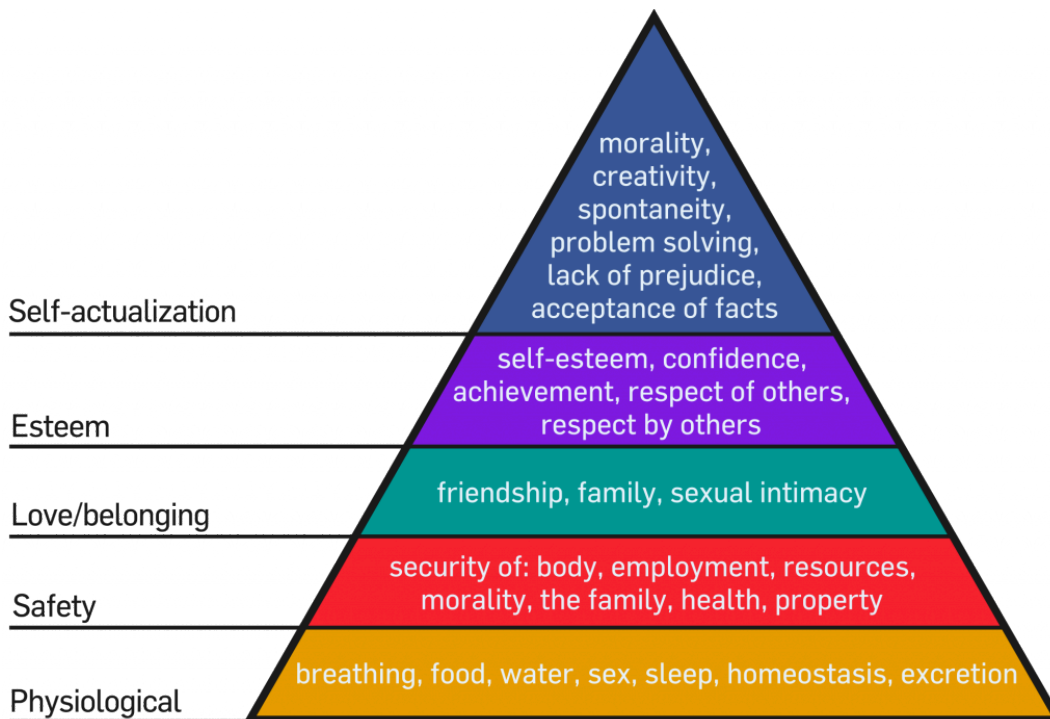 morality,
creativity,
spontaneity,
problem solving,
lack of prejudice,
acceptance of facts
Self-actualization
self-esteem, confidence,
achievement, respect of others,
respect by others
Esteem
friendship, family, sexual intimacy
Love/belonging
security of: body, employment, resources,
morality, the family, health, property
Safety
breathing, food, water, sex, sleep, homeostasis, excretion
Physiological